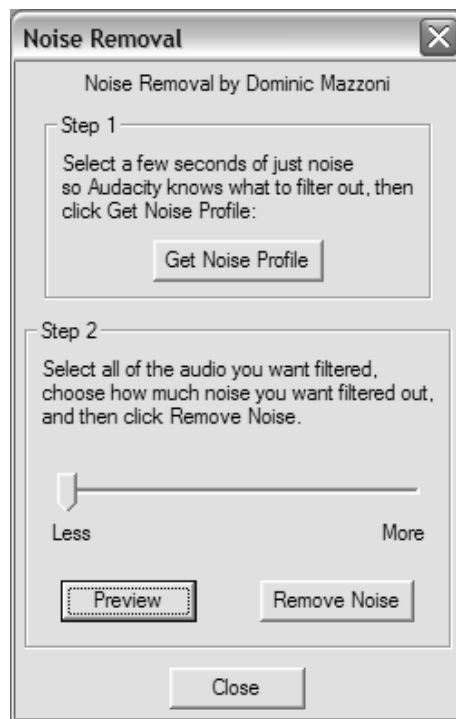 Noise Removal
Noise Removal by Dominic Mazzoni
Step 1
Select a few seconds of just noise
so Audacity knows what to filter out, then
click Get Noise Profile:
Get Noise Profile
Step 2
Select all of the audio you want filtered,
choose how much noise you want filtered out,
and then click Remove Noise.
Less More
Preview Remove Noise
Close